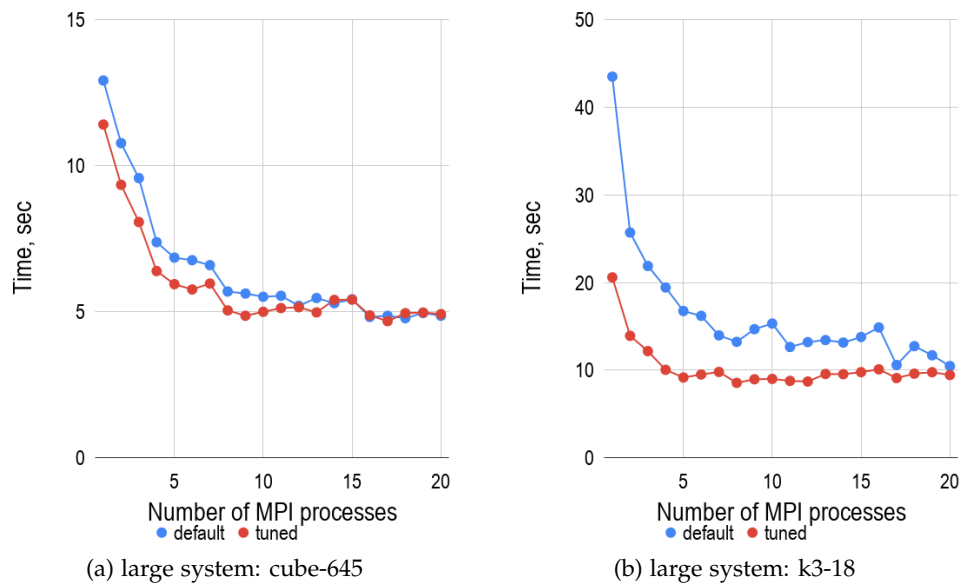 15
10
5
0
Time, sec
5
10
15
20
Number of MPI processes
default tuned
(a) large system: cube-645
50
40
30
20
10
0
Time, sec
5
10
15
20
Number of MPI processes
default tuned
(b) large system: k3-18